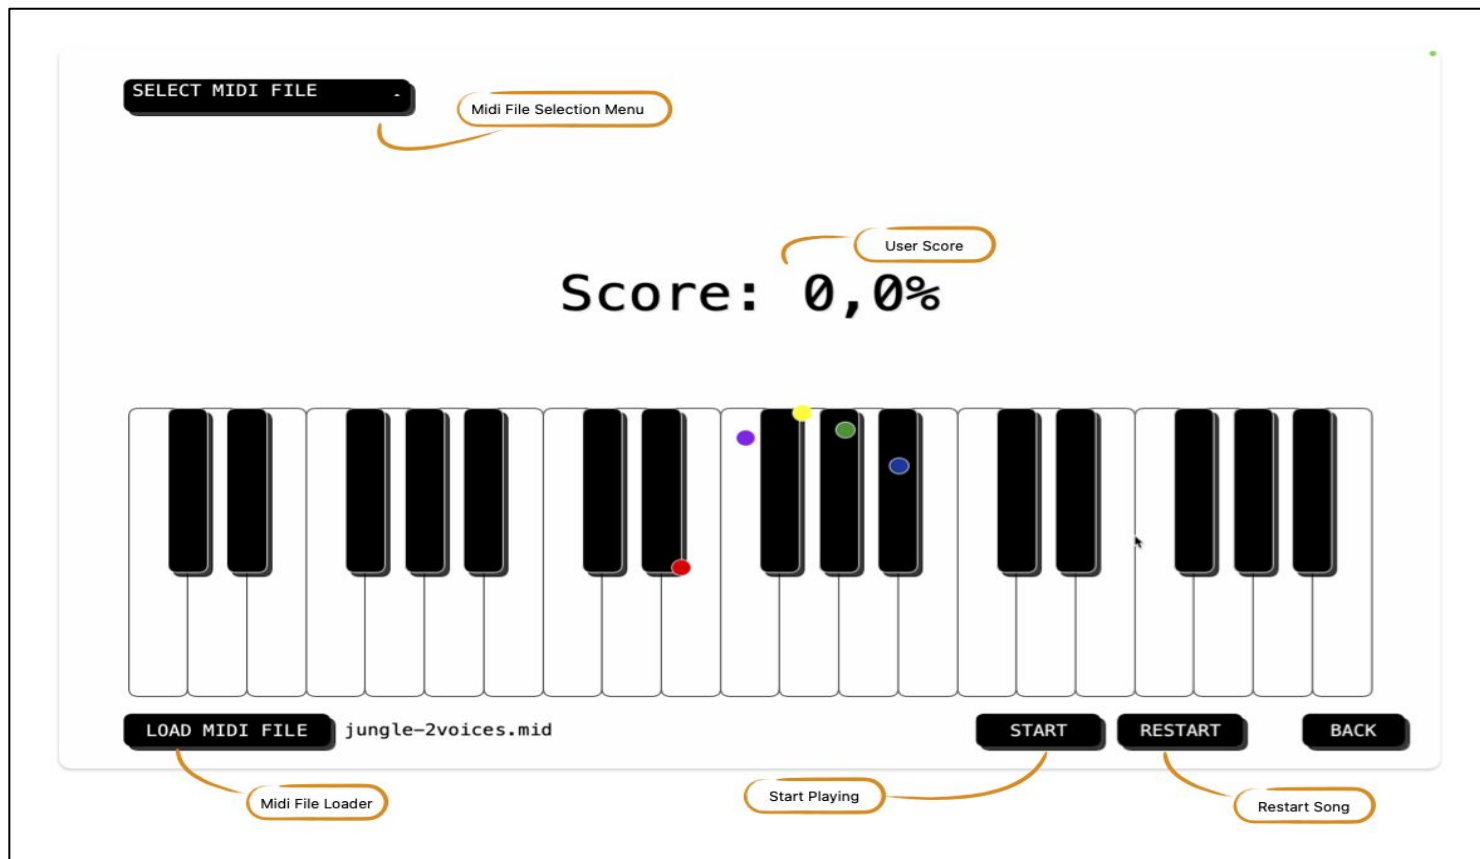 SELECT MIDI FILE
Midi File Selection Menu
User Score
Score: 0,0%
LOAD MIDI FILE
jungle-2voices.mid
START
RESTART
BACK
Midi File Loader
Start Playing
Restart Song